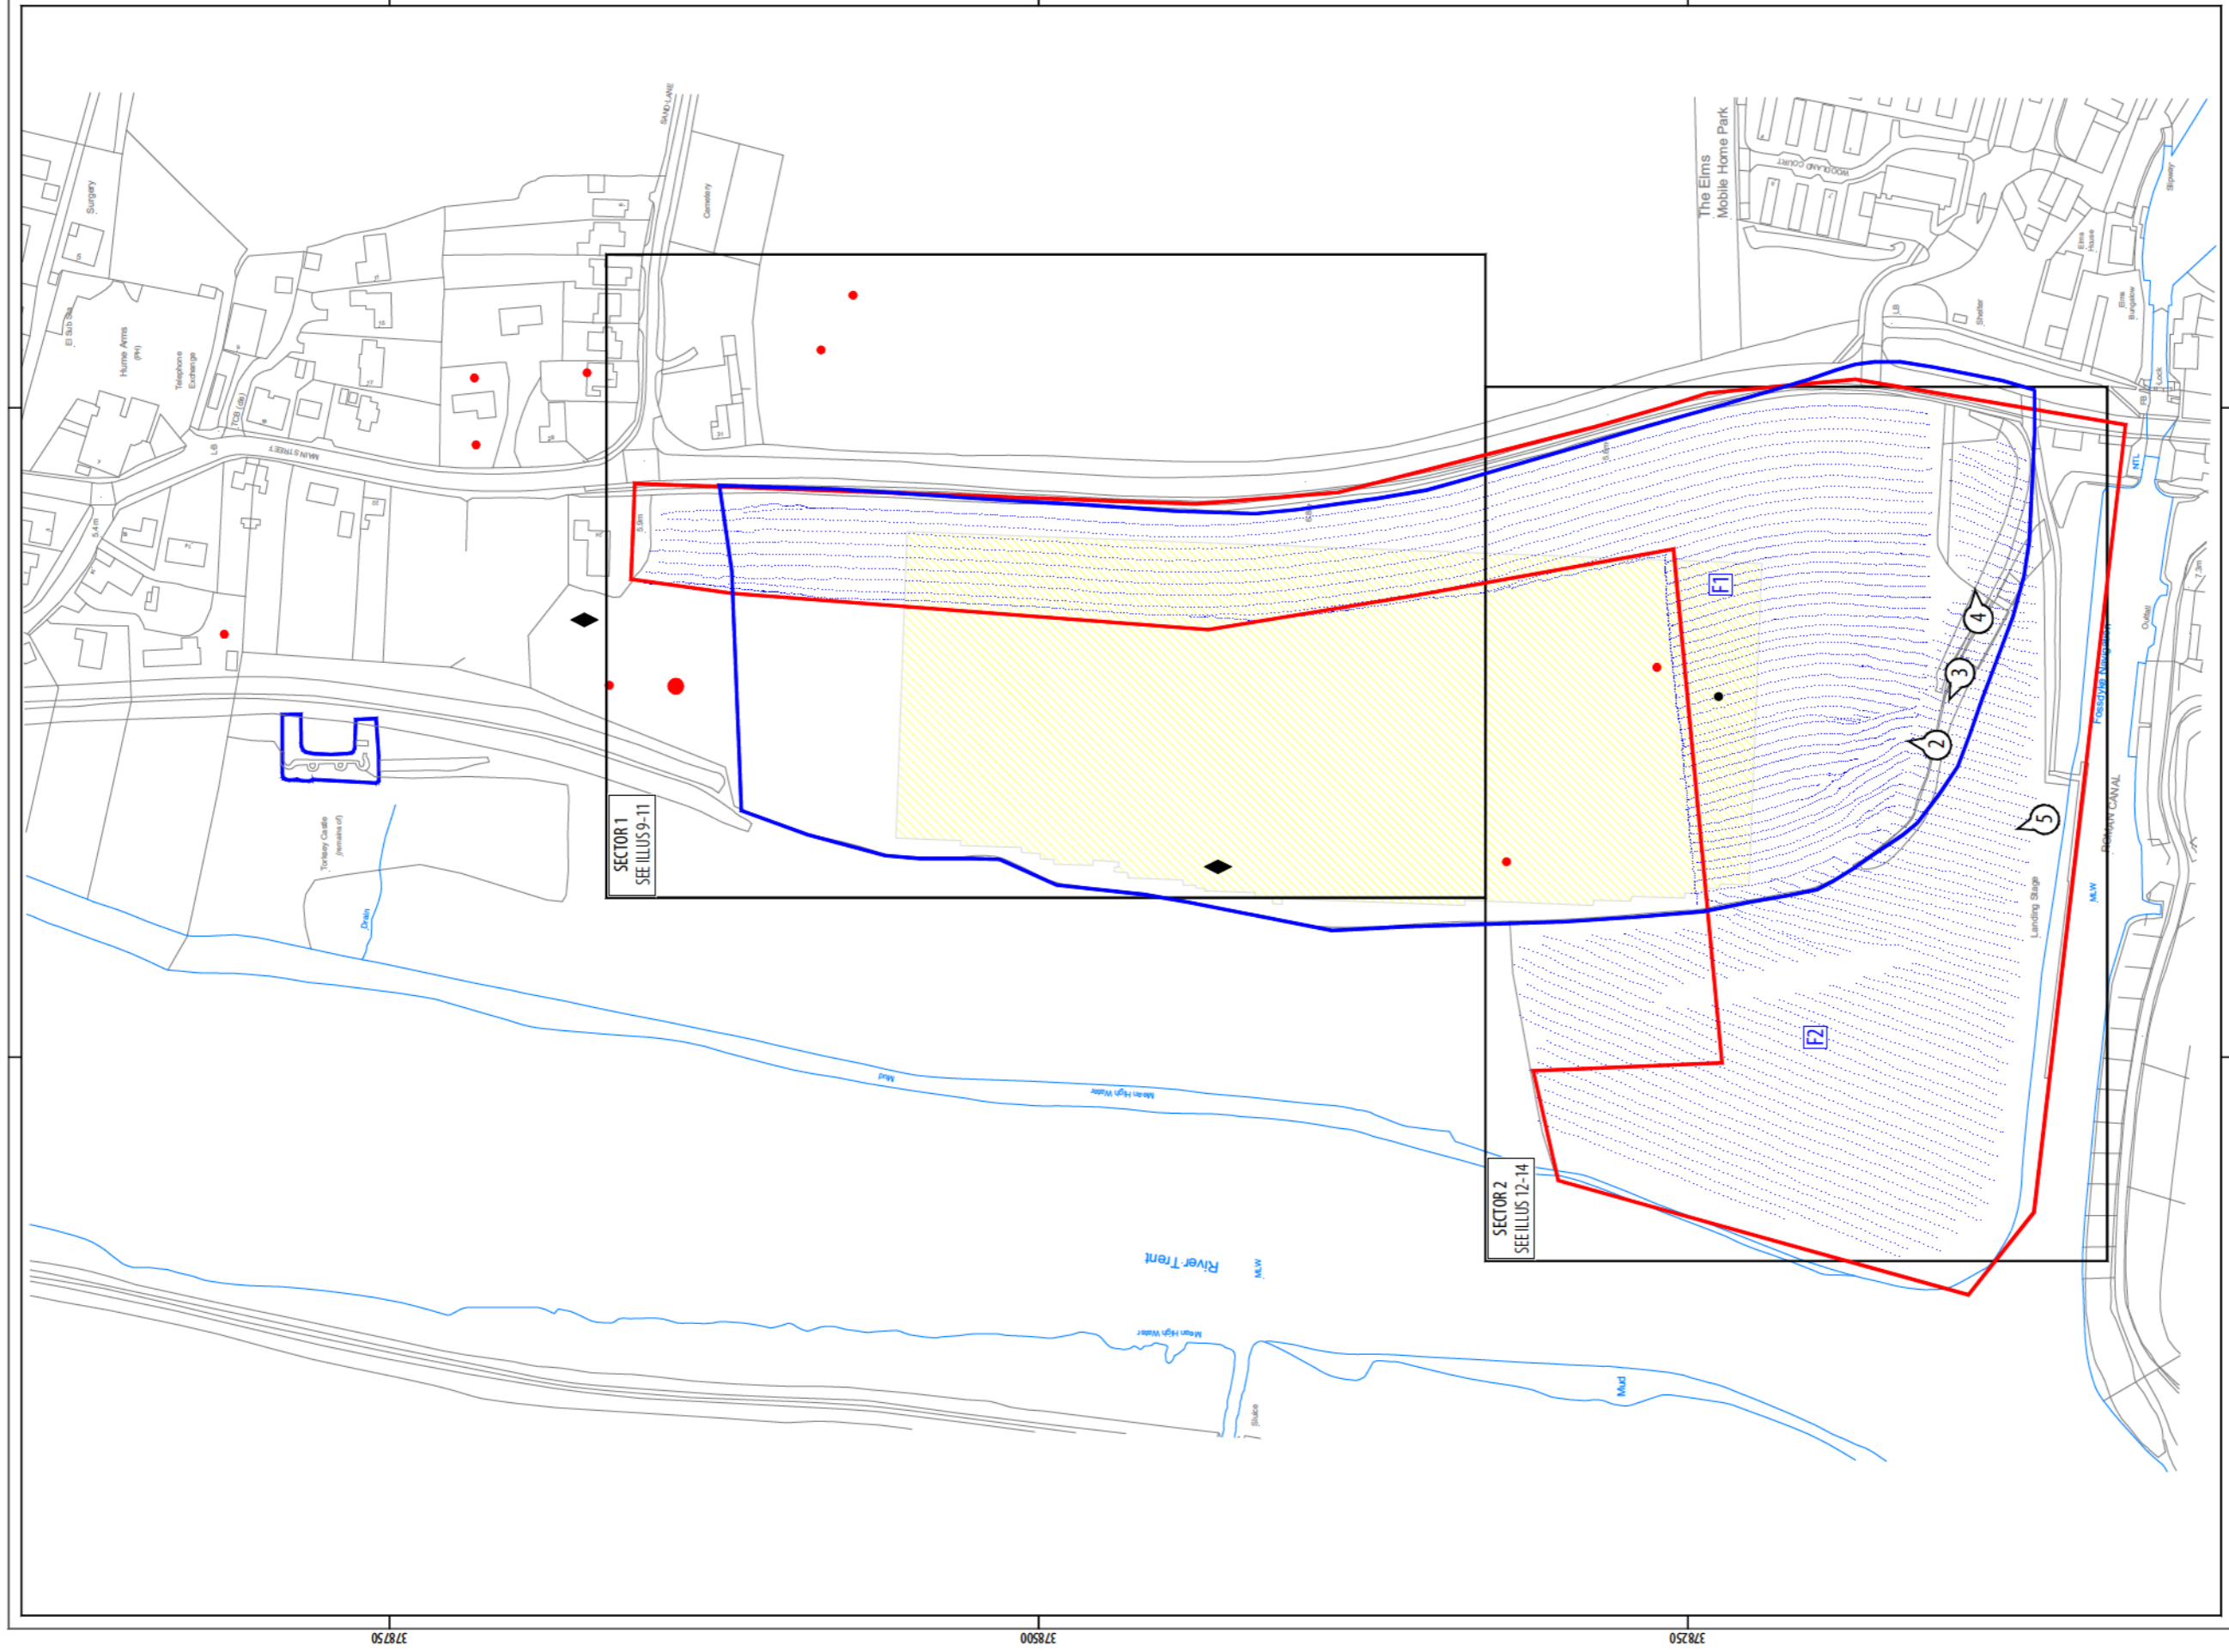 Surgery
El Sub Sta
Hume Arms
(PH)
Telephone
Exchange
TCB
LB
MAIN STREET
5.4m
SAND LANE
Cemetery
5.9m
Torksey Castle
(remains of)
Drain
SECTOR 1
SEE ILLUS 9-11
The Elms
Mobile Home Park
WOODLAND COURT
LB
Shelter
Elms
House
Elms
Bungalow
Slipway
Lock
FB
NTL
F1
F2
2
3
4
5
Fossdyke Navigation
Outfall
7.3m
ROMAN CANAL
Landing Stage
MLW
SECTOR 2
SEE ILLUS 12-14
Mud
Mean High Water
River Trent
MLW
Mean High Water
Sluice
Mud
378750
378500
378250